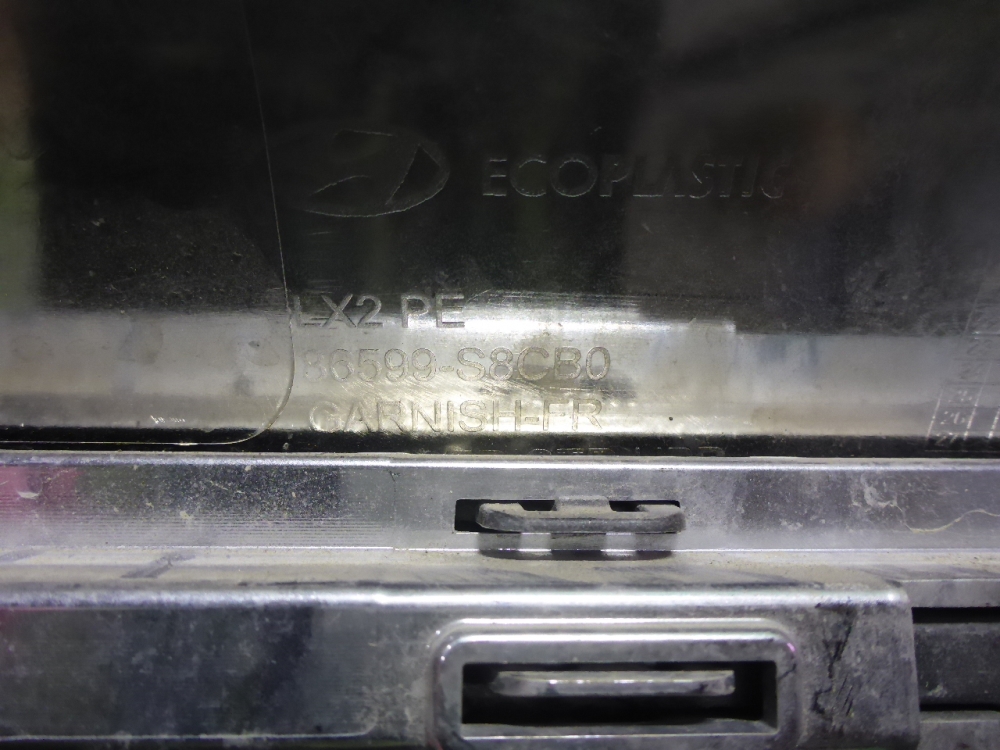 ECOPLASTIC
LX2 PE
86599-S8CB0
GARNISH-FR